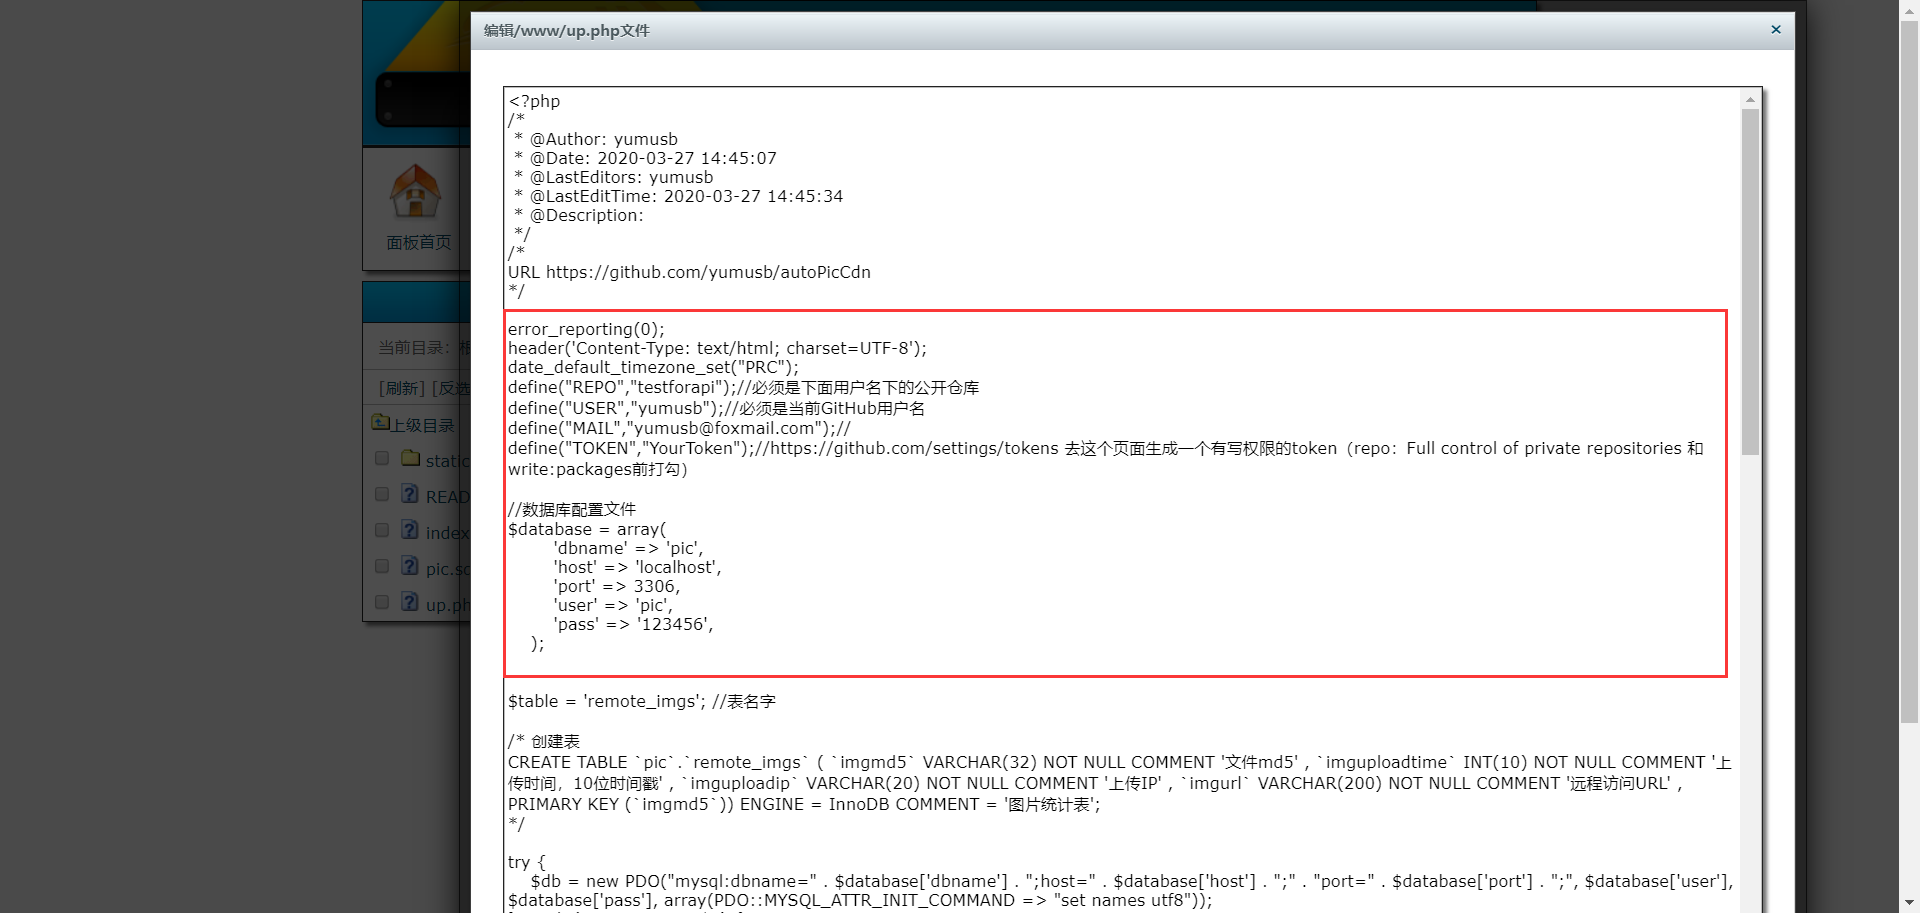 编辑/www/up.php文件
×
<?php
/*
 * @Author: yumusb
 * @Date: 2020-03-27 14:45:07
 * @LastEditors: yumusb
 * @LastEditTime: 2020-03-27 14:45:34
 * @Description:
 */
/*
URL https://github.com/yumusb/autoPicCdn
*/
error_reporting(0);
header('Content-Type: text/html; charset=UTF-8');
date_default_timezone_set("PRC");
define("REPO","testforapi");//必须是下面用户名下的公开仓库
define("USER","yumusb");//必须是当前GitHub用户名
define("MAIL","yumusb@foxmail.com");//
define("TOKEN","YourToken");//https://github.com/settings/tokens 去这个页面生成一个有写权限的token（repo：Full control of private repositories 和
write:packages前打勾）
//数据库配置文件
$database = array(
'dbname' => 'pic',
'host' => 'localhost',
'port' => 3306,
'user' => 'pic',
'pass' => '123456',
);
$table = 'remote_imgs'; //表名字
/* 创建表
CREATE TABLE `pic`.`remote_imgs` ( `imgmd5` VARCHAR(32) NOT NULL COMMENT '文件md5' , `imguploadtime` INT(10) NOT NULL COMMENT '上
传时间，10位时间戳' , `imguploadip` VARCHAR(20) NOT NULL COMMENT '上传IP' , `imgurl` VARCHAR(200) NOT NULL COMMENT '远程访问URL' ,
PRIMARY KEY (`imgmd5`)) ENGINE = InnoDB COMMENT = '图片统计表';
*/
try {
$db = new PDO("mysql:dbname=" . $database['dbname'] . ";host=" . $database['host'] . ";" . "port=" . $database['port'] . ";", $database['user'],
$database['pass'], array(PDO::MYSQL_ATTR_INIT_COMMAND => "set names utf8"));
面板首页
当前目录：根
[刷新] [反选
上级目录
static
READ
index
pic.sc
up.ph